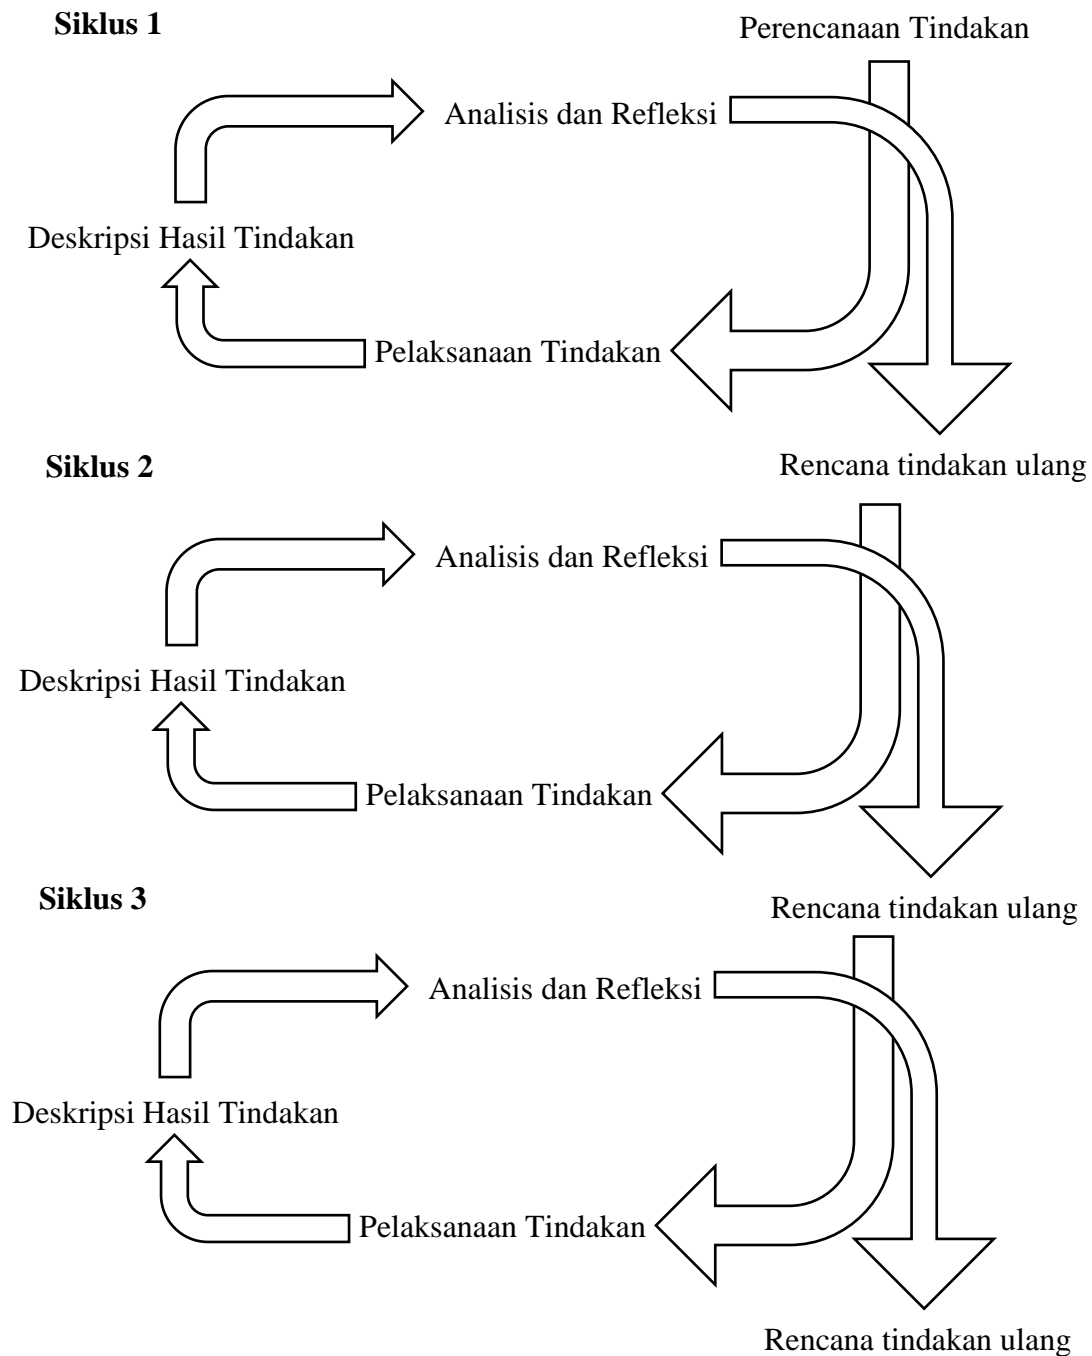 Siklus 1
Perencanaan Tindakan
Analisis dan Refleksi
Deskripsi Hasil Tindakan
Pelaksanaan Tindakan
Siklus 2
Rencana tindakan ulang
Analisis dan Refleksi
Deskripsi Hasil Tindakan
Pelaksanaan Tindakan
Siklus 3
Rencana tindakan ulang
Analisis dan Refleksi
Deskripsi Hasil Tindakan
Pelaksanaan Tindakan
Rencana tindakan ulang